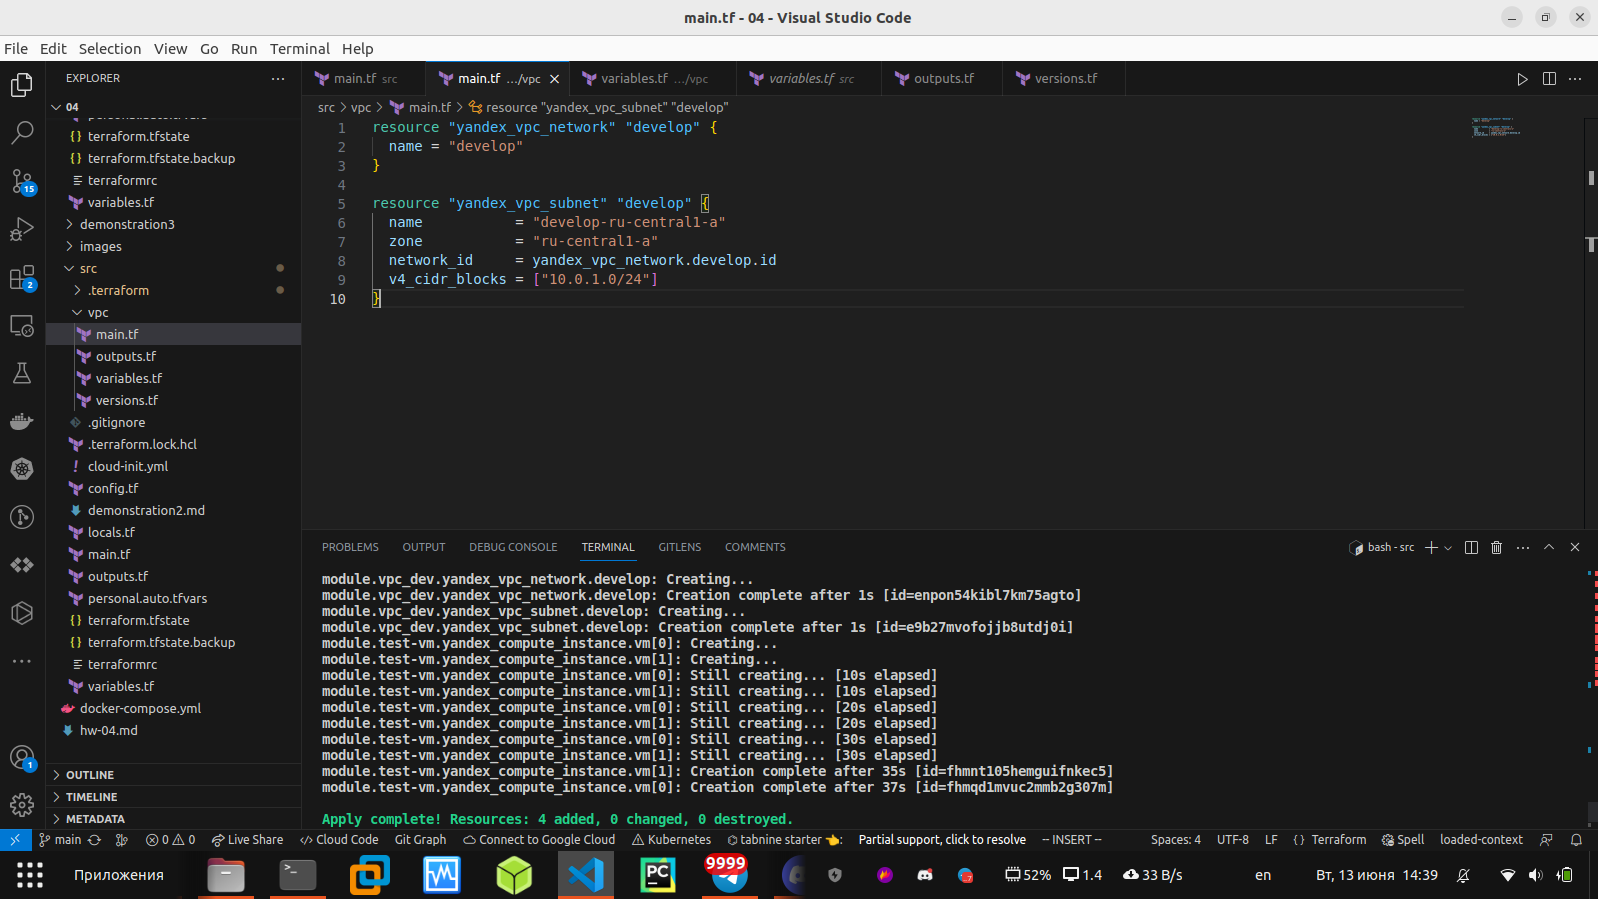 main.tf - 04 - Visual Studio Code
File Edit Selection View Go Run Terminal Help
EXPLORER
04
terraform.tfstate
terraform.tfstate.backup
terraformrc
variables.tf
demonstration3
images
src
.terraform
vpc
main.tf
outputs.tf
variables.tf
versions.tf
.gitignore
.terraform.lock.hcl
cloud-init.yml
config.tf
demonstration2.md
locals.tf
main.tf
outputs.tf
personal.auto.tfvars
terraform.tfstate
terraform.tfstate.backup
terraformrc
variables.tf
docker-compose.yml
hw-04.md
OUTLINE
TIMELINE
METADATA
15
2
1
main.tf src main.tf .../vpc variables.tf .../vpc variables.tf src outputs.tf versions.tf
src > vpc > main.tf > resource "yandex_vpc_subnet" "develop"
1 resource "yandex_vpc_network" "develop" {
2 name = "develop"
3 }
4
5 resource "yandex_vpc_subnet" "develop" {
6 name = "develop-ru-central1-a"
7 zone = "ru-central1-a"
8 network_id = yandex_vpc_network.develop.id
9 v4_cidr_blocks = ["10.0.1.0/24"]
10 }
PROBLEMS OUTPUT DEBUG CONSOLE TERMINAL GITLENS COMMENTS
bash - src
module.vpc_dev.yandex_vpc_network.develop: Creating...
module.vpc_dev.yandex_vpc_network.develop: Creation complete after 1s [id=enpon54kibl7km75agto]
module.vpc_dev.yandex_vpc_subnet.develop: Creating...
module.vpc_dev.yandex_vpc_subnet.develop: Creation complete after 1s [id=e9b27mvofojjb8utdj0i]
module.test-vm.yandex_compute_instance.vm[0]: Creating...
module.test-vm.yandex_compute_instance.vm[1]: Creating...
module.test-vm.yandex_compute_instance.vm[0]: Still creating... [10s elapsed]
module.test-vm.yandex_compute_instance.vm[1]: Still creating... [10s elapsed]
module.test-vm.yandex_compute_instance.vm[0]: Still creating... [20s elapsed]
module.test-vm.yandex_compute_instance.vm[1]: Still creating... [20s elapsed]
module.test-vm.yandex_compute_instance.vm[0]: Still creating... [30s elapsed]
module.test-vm.yandex_compute_instance.vm[1]: Still creating... [30s elapsed]
module.test-vm.yandex_compute_instance.vm[1]: Creation complete after 35s [id=fhmnt105hemguifnkec5]
module.test-vm.yandex_compute_instance.vm[0]: Creation complete after 37s [id=fhmqd1mvuc2mmb2g307m]
Apply complete! Resources: 4 added, 0 changed, 0 destroyed.
main 0 0 Live Share Cloud Code Git Graph Connect to Google Cloud Kubernetes tabnine starter : Partial support, click to resolve -- INSERT -- Spaces: 4 UTF-8 LF {} Terraform Spell loaded-context
Приложения PC 9999 52% 1.4 33 B/s en Вт, 13 июня 14:39